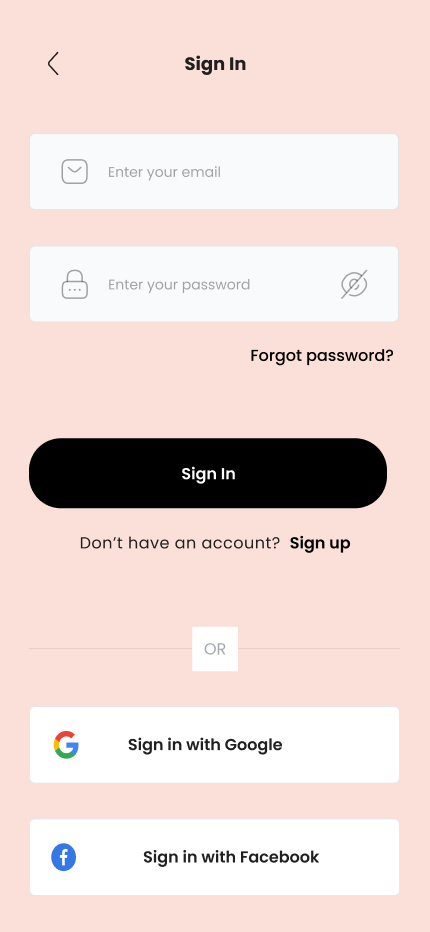 Sign In
Enter your email
Enter your password
Forgot password?
Sign In
Don’t have an account? Sign up
OR
Sign in with Google
Sign in with Facebook